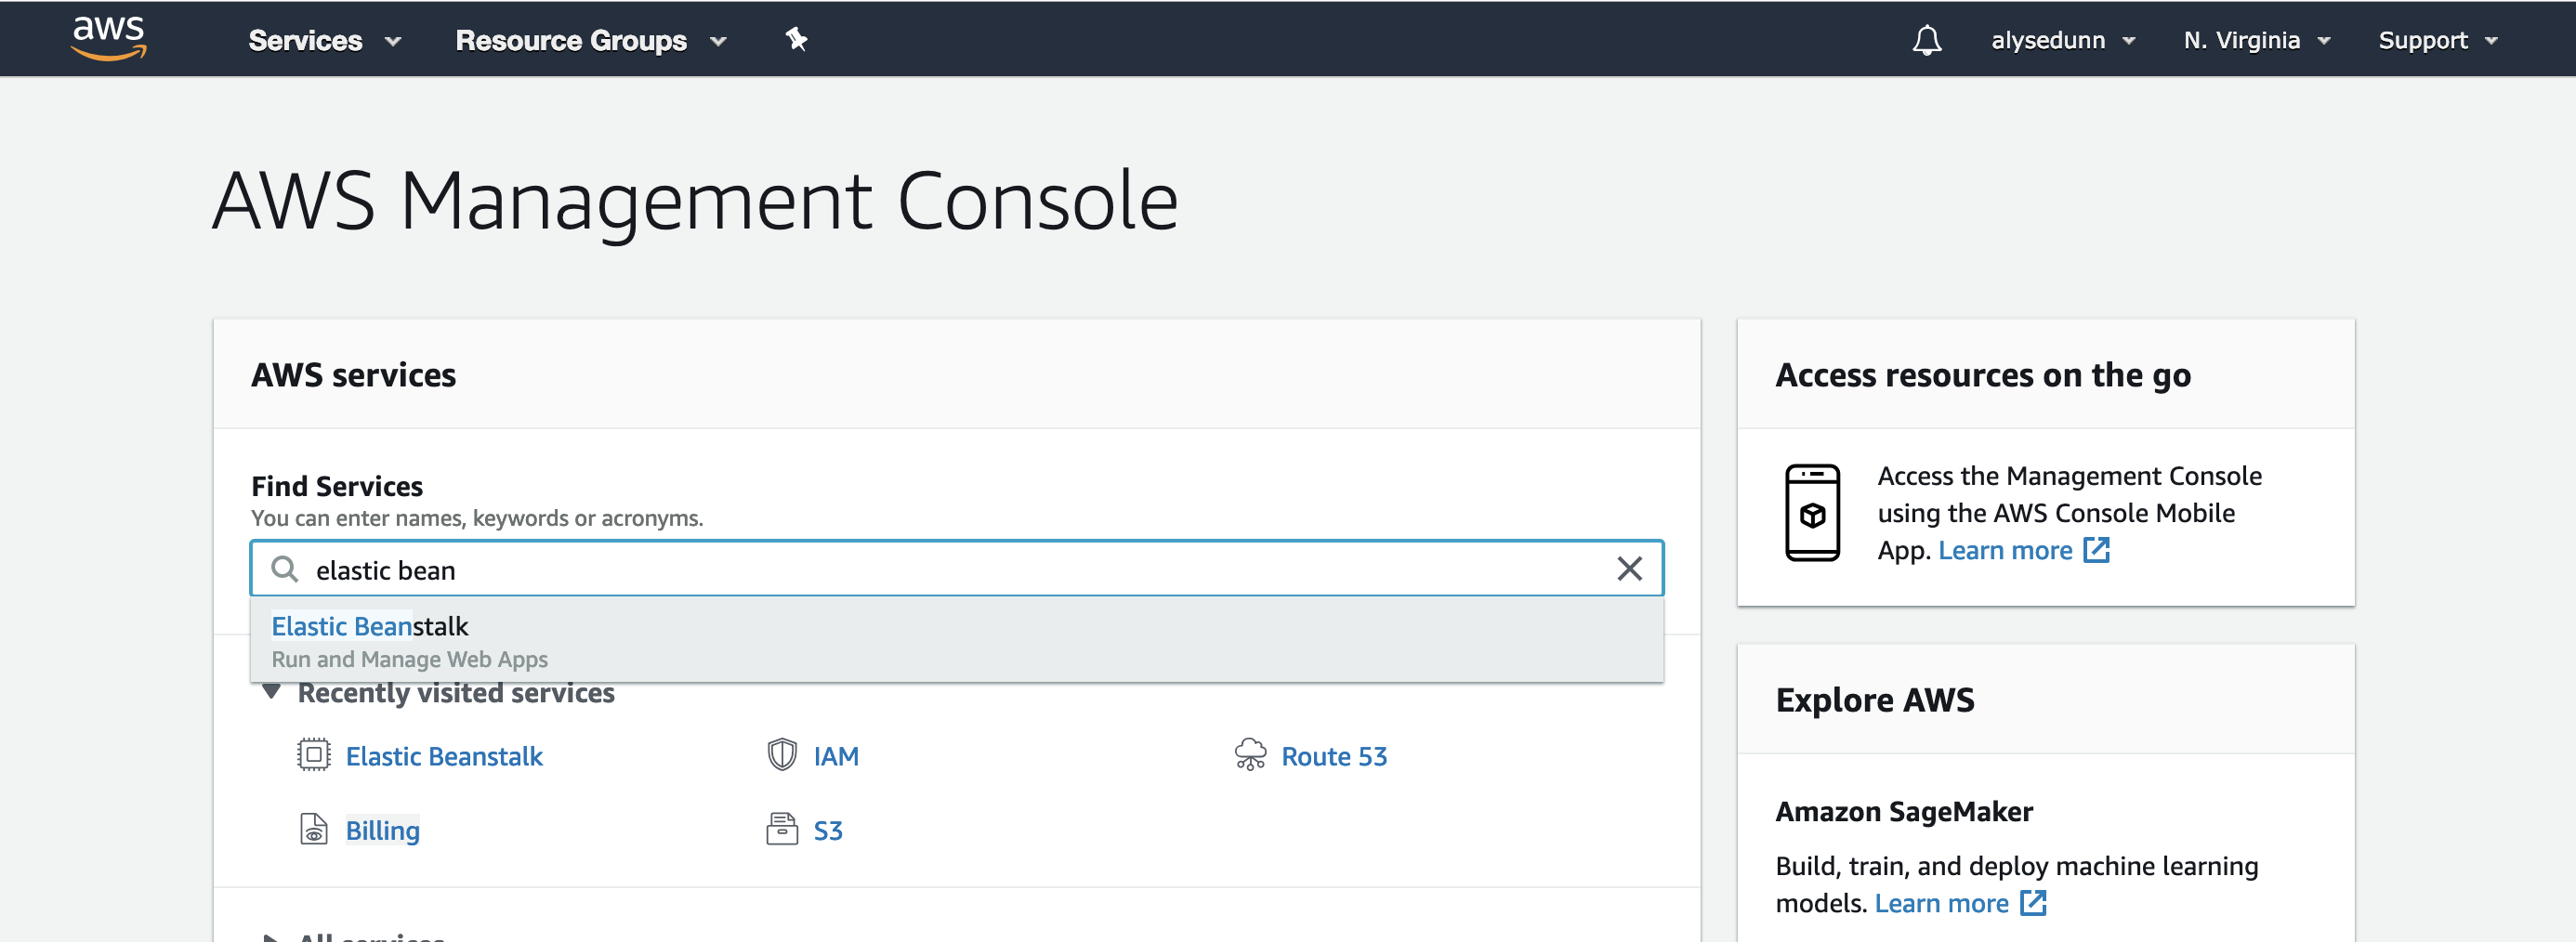 aws
Services
Resource Groups
alysedunn
N. Virginia
Support
AWS Management Console
AWS services
Find Services
You can enter names, keywords or acronyms.
elastic bean
Elastic Beanstalk
Run and Manage Web Apps
Recently visited services
Elastic Beanstalk
IAM
Route 53
Billing
S3
All services
Access resources on the go
Access the Management Console
using the AWS Console Mobile
App. Learn more
Explore AWS
Amazon SageMaker
Build, train, and deploy machine learning
models. Learn more